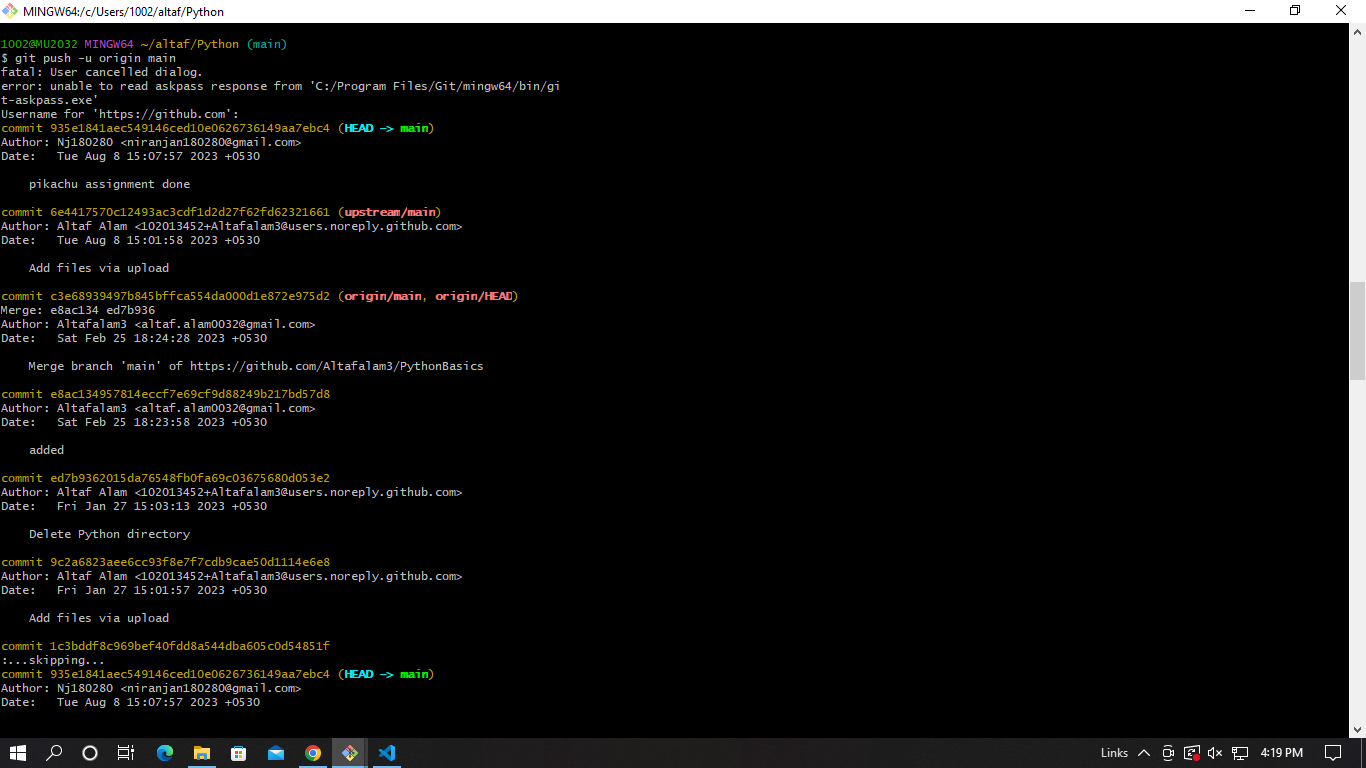 MINGW64:/c/Users/1002/altaf/Python
1002@MU2032 MINGW64 ~/altaf/Python (main)
$ git push -u origin main
fatal: User cancelled dialog.
error: unable to read askpass response from 'C:/Program Files/Git/mingw64/bin/gi
t-askpass.exe'
Username for 'https://github.com':
commit 935e1841aec549146ced10e0626736149aa7ebc4 (HEAD -> main)
Author: Nj180280 <niranjan180280@gmail.com>
Date:   Tue Aug 8 15:07:57 2023 +0530
pikachu assignment done
commit 6e4417570c12493ac3cdf1d2d27f62fd62321661 (upstream/main)
Author: Altaf Alam <102013452+Altafalam3@users.noreply.github.com>
Date:   Tue Aug 8 15:01:58 2023 +0530
Add files via upload
commit c3e68939497b845bffca554da000d1e872e975d2 (origin/main, origin/HEAD)
Merge: e8ac134 ed7b936
Author: Altafalam3 <altaf.alam0032@gmail.com>
Date:   Sat Feb 25 18:24:28 2023 +0530
Merge branch 'main' of https://github.com/Altafalam3/PythonBasics
commit e8ac134957814eccf7e69cf9d88249b217bd57d8
Author: Altafalam3 <altaf.alam0032@gmail.com>
Date:   Sat Feb 25 18:23:58 2023 +0530
added
commit ed7b9362015da76548fb0fa69c03675680d053e2
Author: Altaf Alam <102013452+Altafalam3@users.noreply.github.com>
Date:   Fri Jan 27 15:03:13 2023 +0530
Delete Python directory
commit 9c2a6823aee6cc93f8e7f7cdb9cae50d1114e6e8
Author: Altaf Alam <102013452+Altafalam3@users.noreply.github.com>
Date:   Fri Jan 27 15:01:57 2023 +0530
Add files via upload
commit 1c3bddf8c969bef40fdd8a544dba605c0d54851f
:...skipping...
commit 935e1841aec549146ced10e0626736149aa7ebc4 (HEAD -> main)
Author: Nj180280 <niranjan180280@gmail.com>
Date:   Tue Aug 8 15:07:57 2023 +0530
Links
4:19 PM